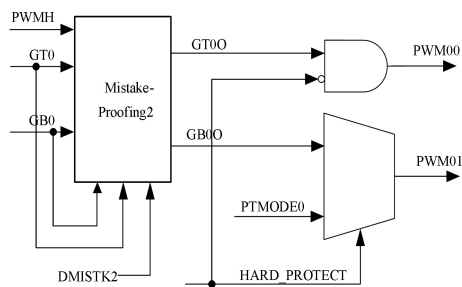 PWMH
GT0
GB0
Mistake-
Proofing2
GT0O
GB0O
PWM00
PWM01
PTMODE0
DMISTK2
HARD_PROTECT